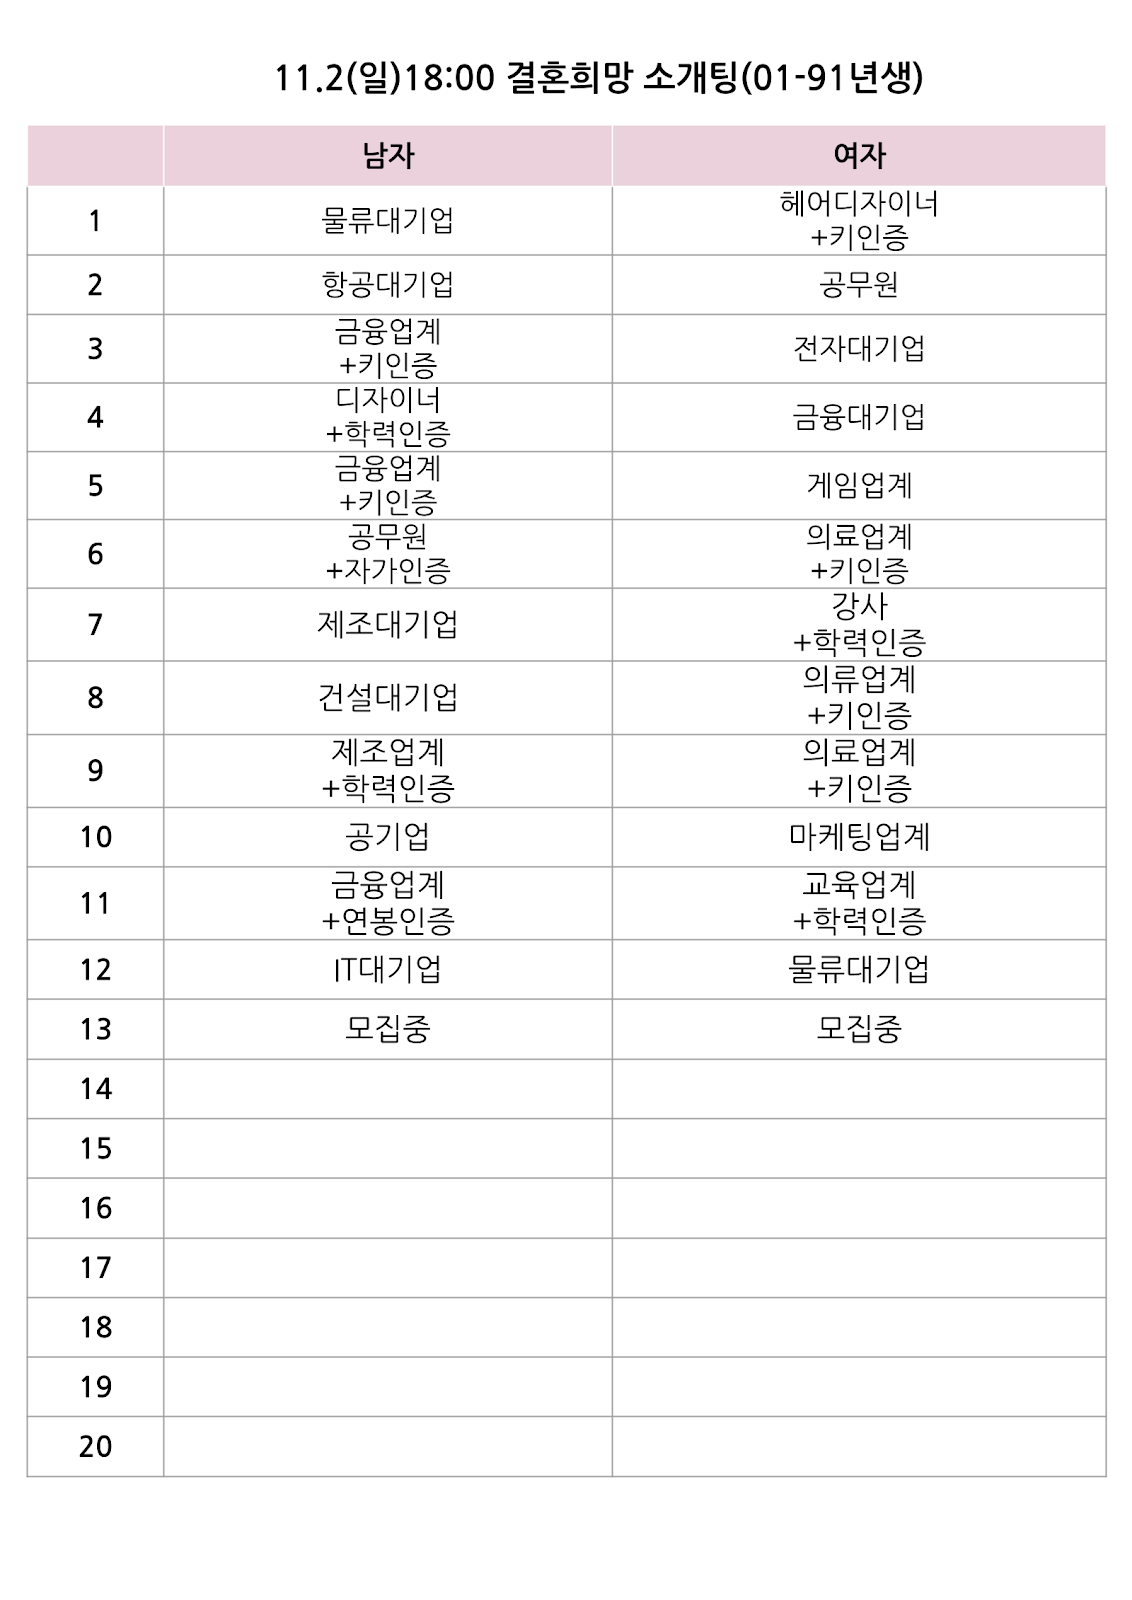 11.2(일)18:00 결혼희망 소개팅(01-91년생)
남자 여자
1 물류대기업 헤어디자이너
+키인증
2 항공대기업 공무원
3 금융업계
+키인증 전자대기업
4 디자이너
+학력인증 금융대기업
5 금융업계
+키인증 게임업계
6 공무원
+자가인증 의료업계
+키인증
7 제조대기업 강사
+학력인증
8 건설대기업 의류업계
+키인증
9 제조업계
+학력인증 의료업계
+키인증
10 공기업 마케팅업계
11 금융업계
+연봉인증 교육업계
+학력인증
12 IT대기업 물류대기업
13 모집중 모집중
14
15
16
17
18
19
20